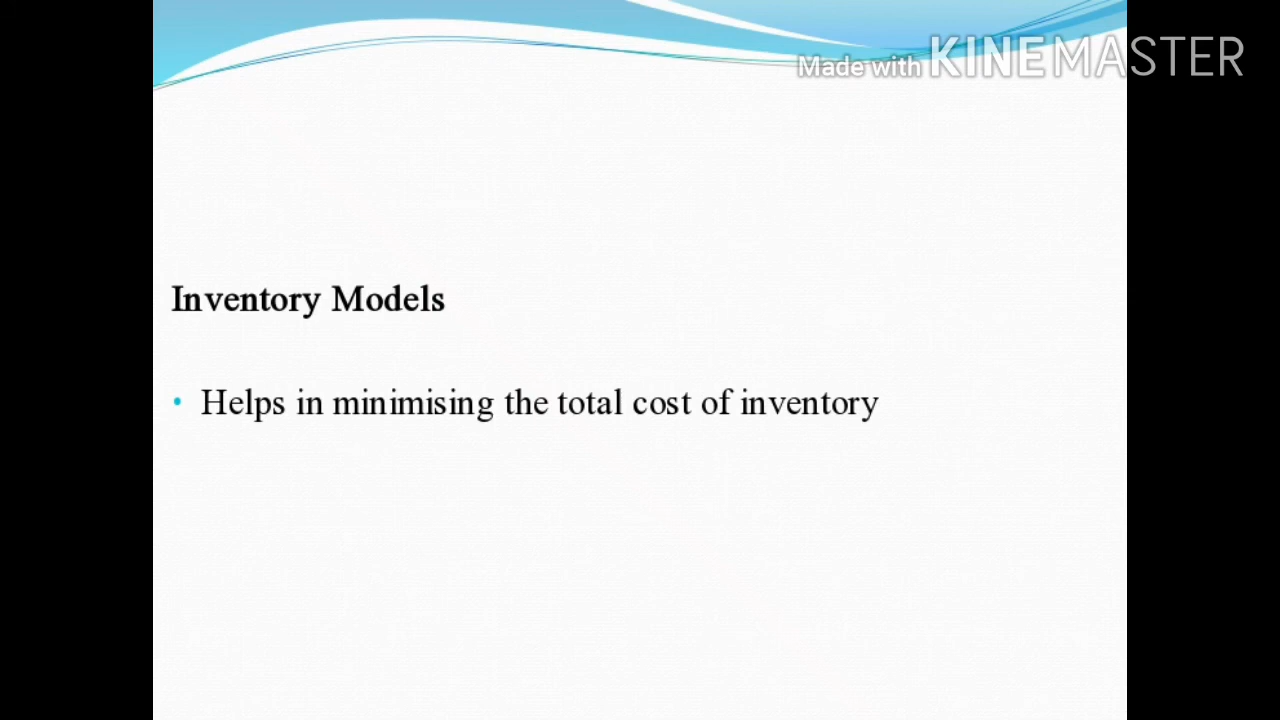 Made with KINEMASTER
Inventory Models
• Helps in minimising the total cost of inventory